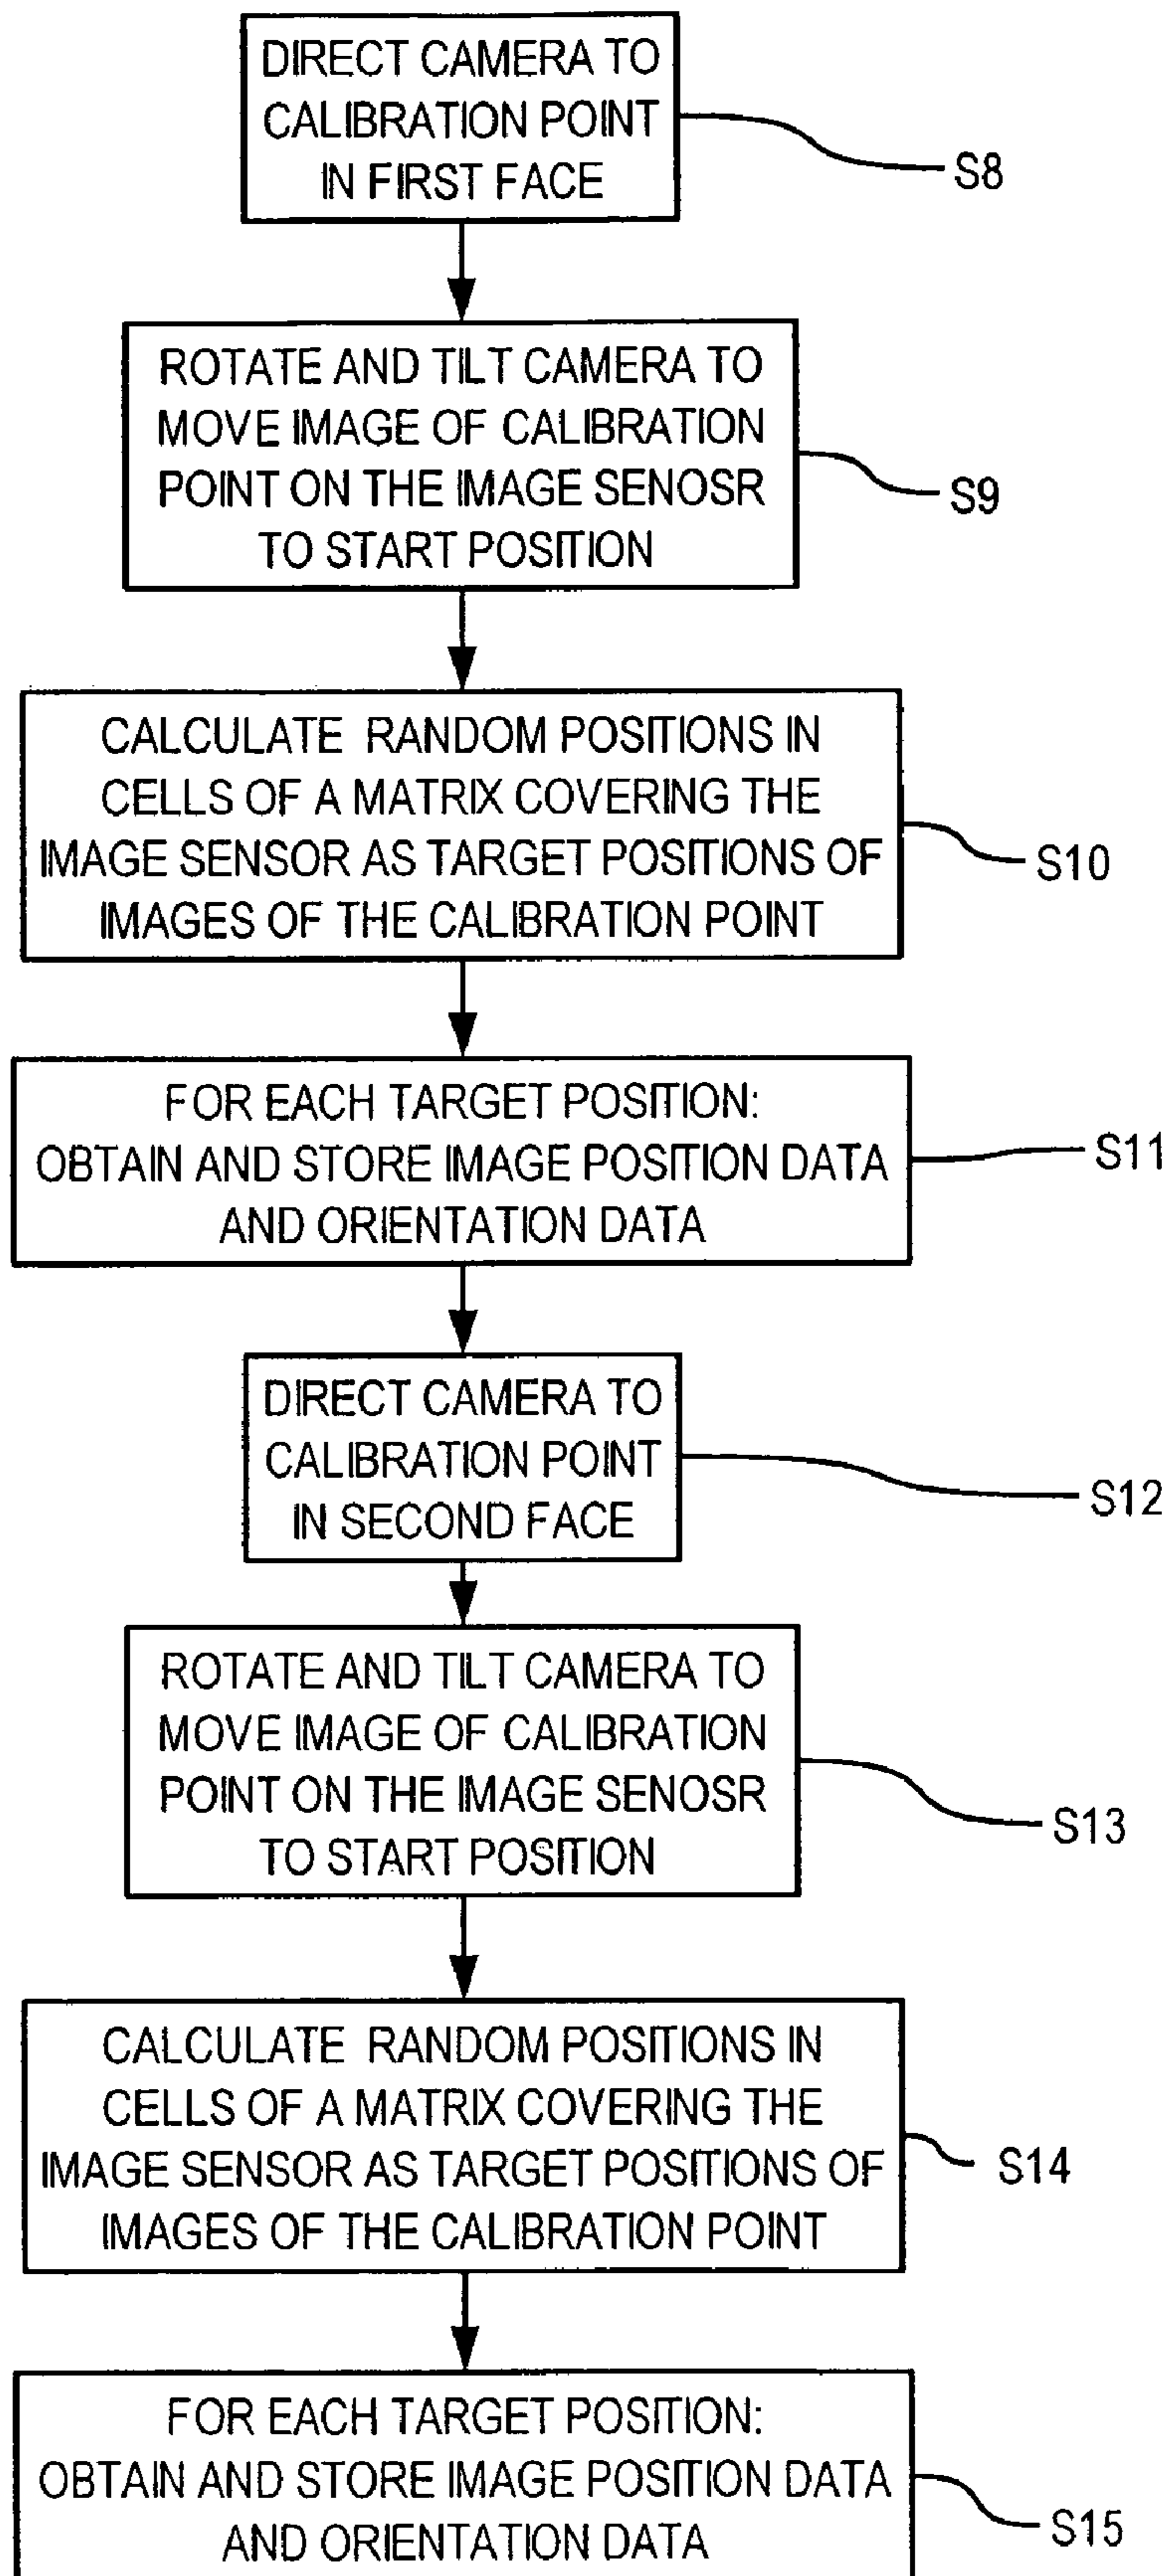 DIRECT CAMERA TO
CALIBRATION POINT
IN FIRST FACE
S8
ROTATE AND TILT CAMERA TO
MOVE IMAGE OF CALIBRATION
POINT ON THE IMAGE SENOSR
TO START POSITION
S9
CALCULATE RANDOM POSITIONS IN
CELLS OF A MATRIX COVERING THE
IMAGE SENSOR AS TARGET POSITIONS OF
IMAGES OF THE CALIBRATION POINT
S10
FOR EACH TARGET POSITION:
OBTAIN AND STORE IMAGE POSITION DATA
AND ORIENTATION DATA
S11
DIRECT CAMERA TO
CALIBRATION POINT
IN SECOND FACE
S12
ROTATE AND TILT CAMERA TO
MOVE IMAGE OF CALIBRATION
POINT ON THE IMAGE SENOSR
TO START POSITION
S13
CALCULATE RANDOM POSITIONS IN
CELLS OF A MATRIX COVERING THE
IMAGE SENSOR AS TARGET POSITIONS OF
IMAGES OF THE CALIBRATION POINT
S14
FOR EACH TARGET POSITION:
OBTAIN AND STORE IMAGE POSITION DATA
AND ORIENTATION DATA
S15